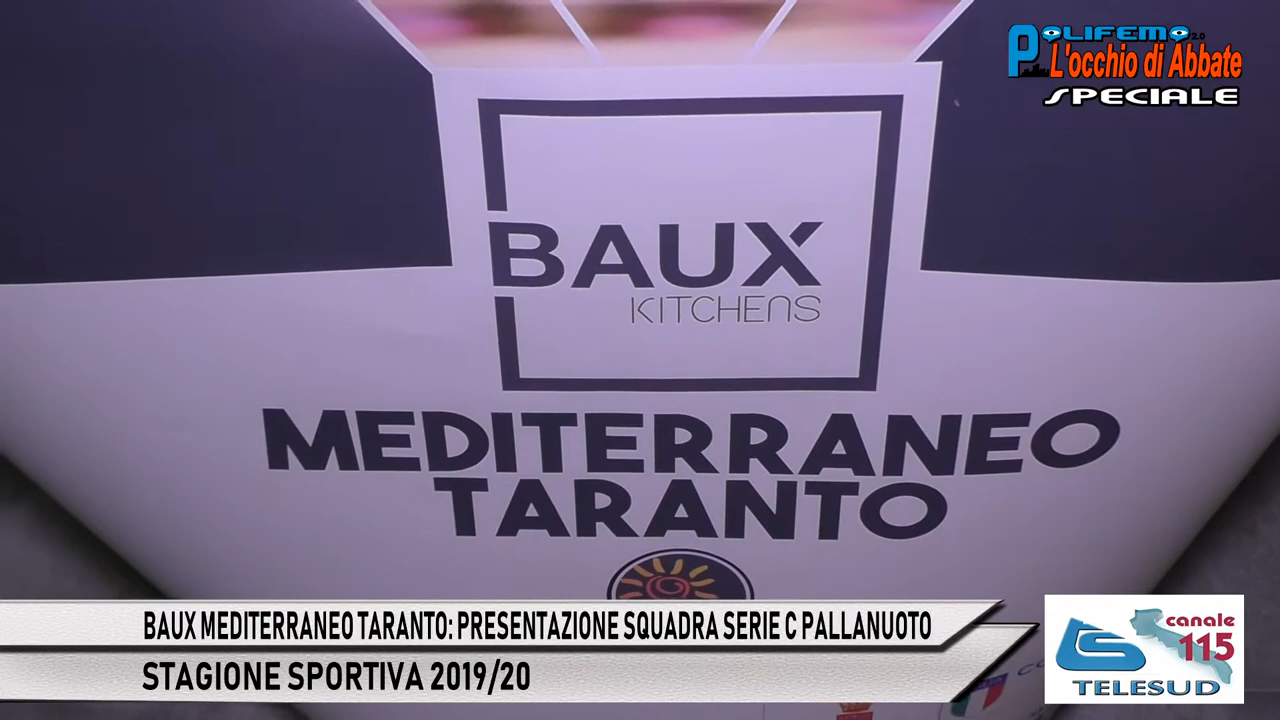 POLIFEMO 2.0
L'occhio di Abbate
SPECIALE
BAUX
KITCHENS
MEDITERRANEO
TARANTO
BAUX MEDITERRANEO TARANTO: PRESENTAZIONE SQUADRA SERIE C PALLANUOTO
STAGIONE SPORTIVA 2019/20
canale
115
TELESUD